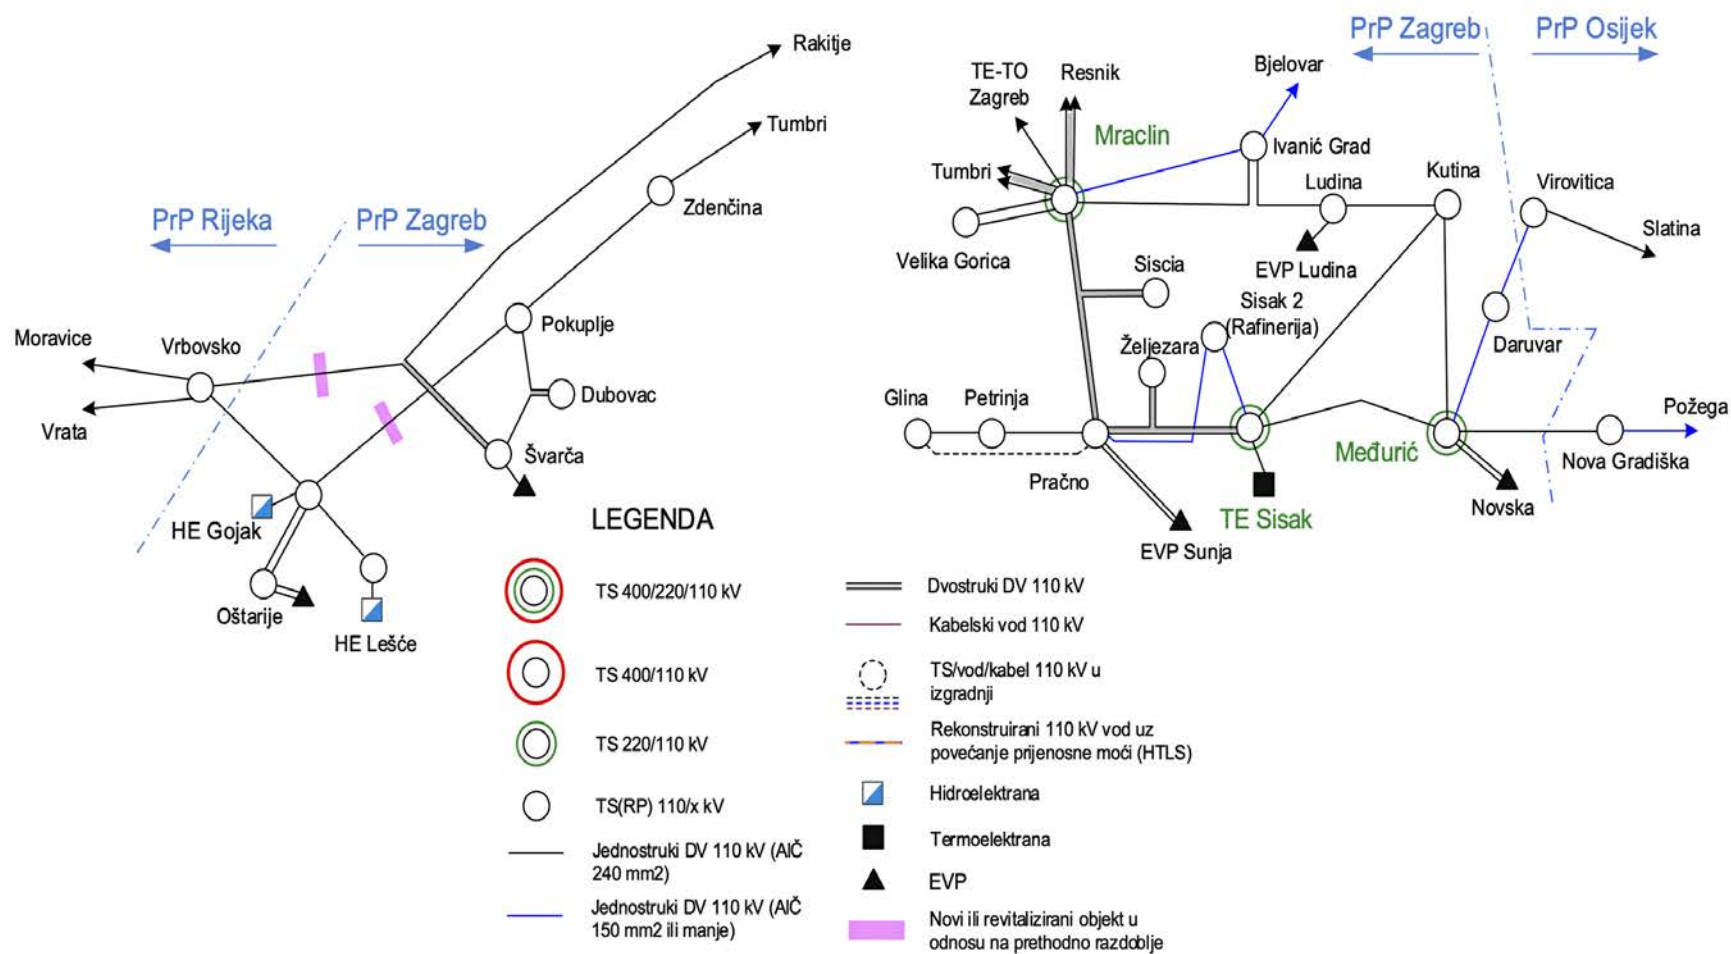 Rakitje
Tumbri
Zdenčina
PrP Rijeka
PrP Zagreb
Moravice
Vrbovsko
Vrata
Pokuplje
Dubovac
Švarča
HE Gojak
Oštarije
HE Lešće
PrP Zagreb
PrP Osijek
TE-TO
Zagreb
Resnik
Bjelovar
Mraclin
Ivanić Grad
Tumbri
Ludina
Kutina
Virovitica
Velika Gorica
EVP Ludina
Slatina
Siscia
Sisak 2
(Rafinerija)
Željezara
Daruvar
Glina
Petrinja
Požega
Pračno
Međurić
Nova Gradiška
Novska
TE Sisak
EVP Sunja
LEGENDA
TS 400/220/110 kV
TS 400/110 kV
TS 220/110 kV
TS(RP) 110/x kV
Jednostruki DV 110 kV (AlČ
240 mm2)
Jednostruki DV 110 kV (AlČ
150 mm2 ili manje)
Dvostruki DV 110 kV
Kabelski vod 110 kV
TS/vod/kabel 110 kV u
izgradnji
Rekonstruirani 110 kV vod uz
povećanje prijenosne moći (HTLS)
Hidroelektrana
Termoelektrana
EVP
Novi ili revitalizirani objekt u
odnosu na prethodno razdoblje